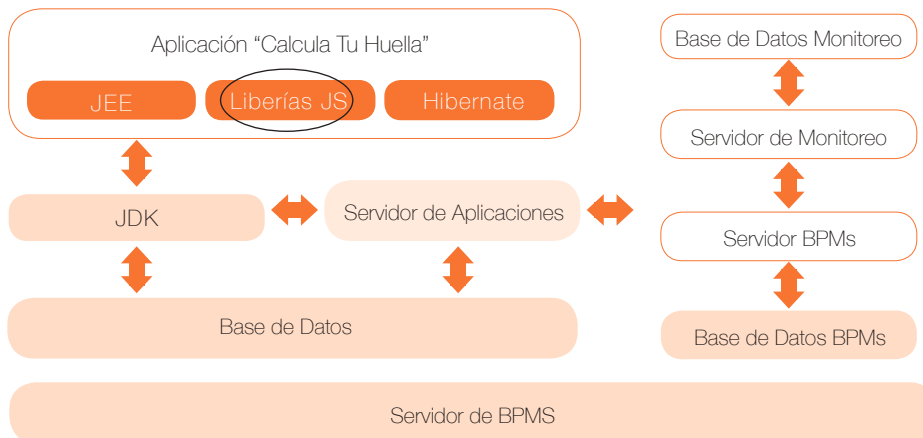 Aplicación “Calcula Tu Huella”
JEE
Liberías JS
Hibernate
JDK
Servidor de Aplicaciones
Base de Datos
Base de Datos Monitoreo
Servidor de Monitoreo
Servidor BPMs
Base de Datos BPMs
Servidor de BPMS